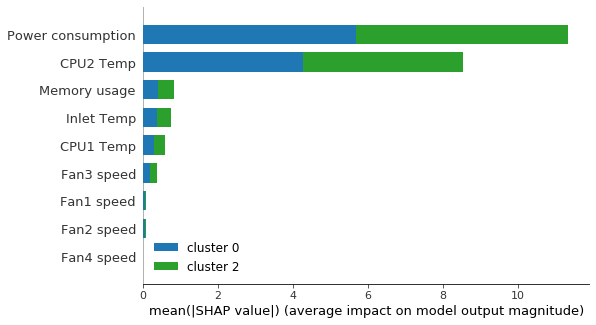 Power consumption
CPU2 Temp
Memory usage
Inlet Temp
CPU1 Temp
Fan3 speed
Fan1 speed
Fan2 speed
Fan4 speed
cluster 0
cluster 2
0 2 4 6 8 10
mean(|SHAP value|) (average impact on model output magnitude)